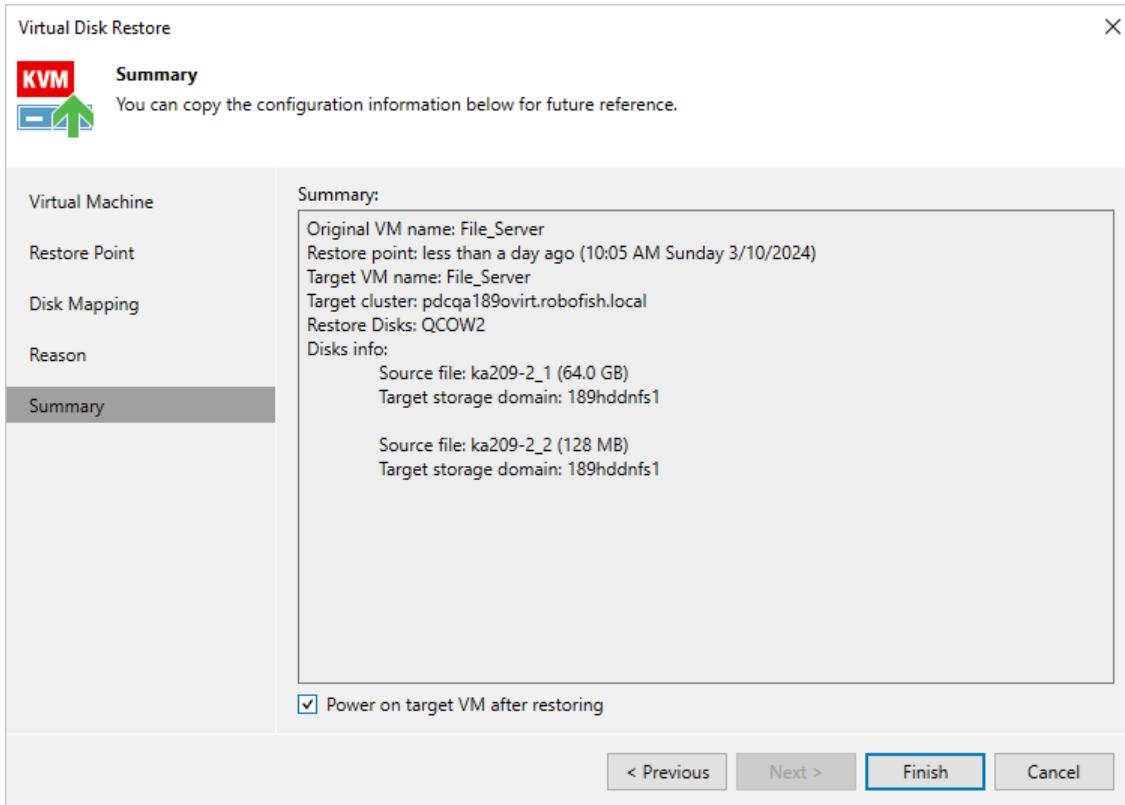 Virtual Disk Restore
KVM
Summary
You can copy the configuration information below for future reference.
Virtual Machine
Restore Point
Disk Mapping
Reason
Summary
Summary:
Original VM name: File_Server
Restore point: less than a day ago (10:05 AM Sunday 3/10/2024)
Target VM name: File_Server
Target cluster: pdcqa189ovirt.robofish.local
Restore Disks: QCOW2
Disks info:
Source file: ka209-2_1 (64.0 GB)
Target storage domain: 189hddnfs1
Source file: ka209-2_2 (128 MB)
Target storage domain: 189hddnfs1
Power on target VM after restoring
< Previous
Next >
Finish
Cancel